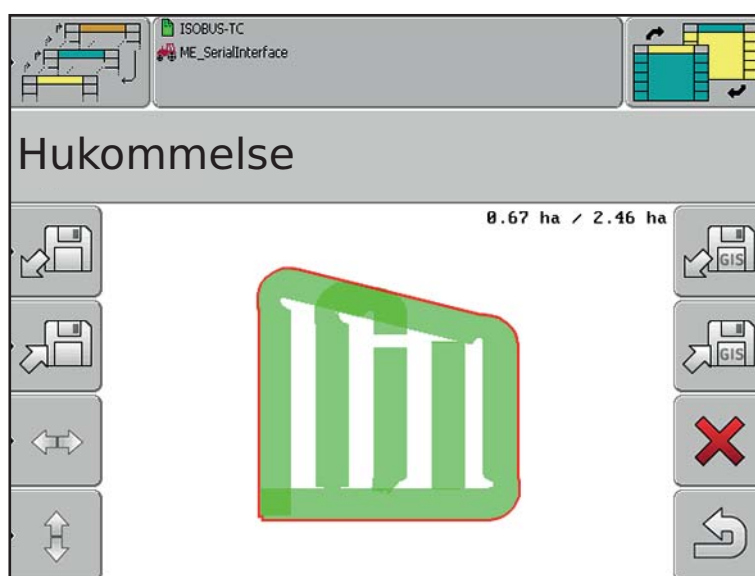 ISOBUS-TC
ME_SerialInterface
Hukommelse
0.67 ha / 2.46 ha
GIS
GIS